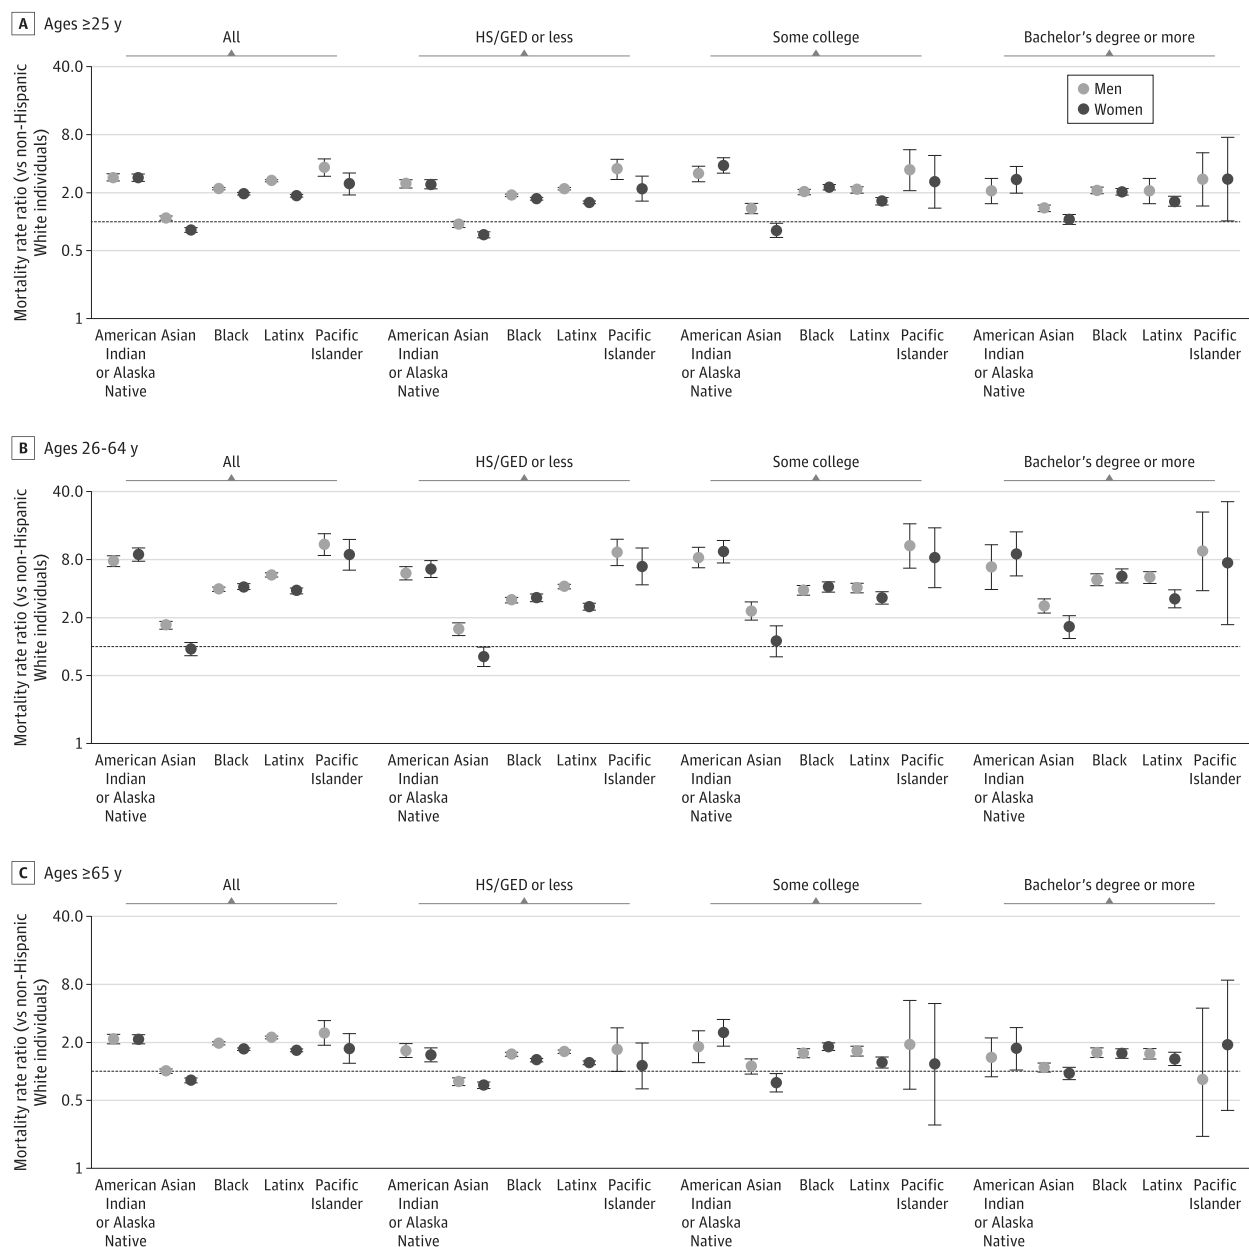 A Ages ≥25 y
All
HS/GED or less
Some college
Bachelor's degree or more
Mortality rate ratio (vs non-Hispanic
White individuals)
40.0
8.0
2.0
0.5
1
Men
Women
American Asian Black Latinx Pacific American Asian Black Latinx Pacific American Asian Black Latinx Pacific American Asian Black Latinx Pacific
Indian Islander Indian Islander Indian Islander Indian Islander
or Alaska or Alaska or Alaska or Alaska
Native Native Native Native
B Ages 26-64 y
All
HS/GED or less
Some college
Bachelor's degree or more
Mortality rate ratio (vs non-Hispanic
White individuals)
40.0
8.0
2.0
0.5
1
American Asian Black Latinx Pacific American Asian Black Latinx Pacific American Asian Black Latinx Pacific American Asian Black Latinx Pacific
Indian Islander Indian Islander Indian Islander Indian Islander
or Alaska or Alaska or Alaska or Alaska
Native Native Native Native
C Ages ≥65 y
All
HS/GED or less
Some college
Bachelor's degree or more
Mortality rate ratio (vs non-Hispanic
White individuals)
40.0
8.0
2.0
0.5
1
American Asian Black Latinx Pacific American Asian Black Latinx Pacific American Asian Black Latinx Pacific American Asian Black Latinx Pacific
Indian Islander Indian Islander Indian Islander Indian Islander
or Alaska or Alaska or Alaska or Alaska
Native Native Native Native